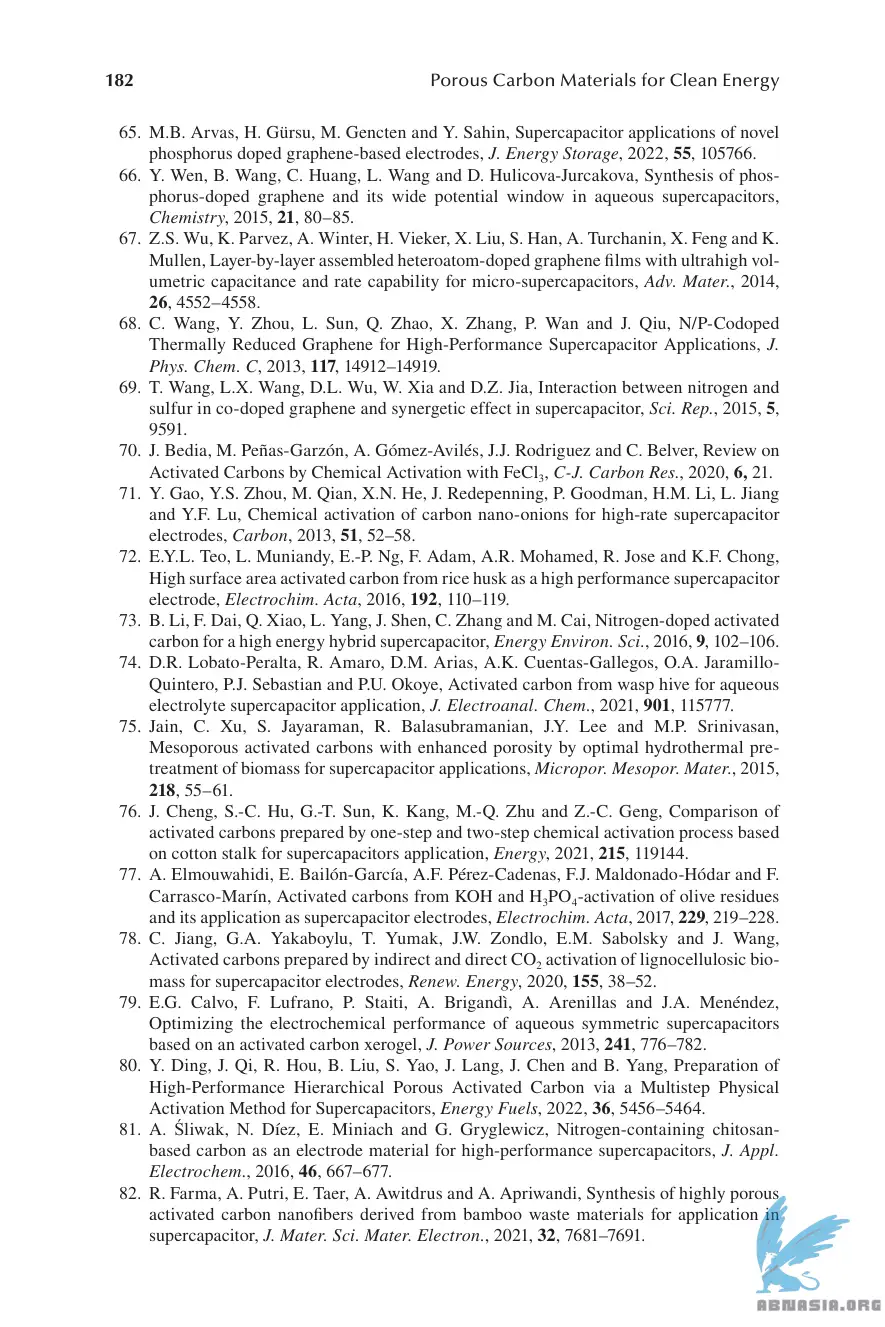 182 Porous Carbon Materials for Clean Energy
65. M.B. Arvas, H. Gürsu, M. Gencten and Y. Sahin, Supercapacitor applications of novel
phosphorus doped graphene-based electrodes, J. Energy Storage, 2022, 55, 105766.
66. Y. Wen, B. Wang, C. Huang, L. Wang and D. Hulicova-Jurcakova, Synthesis of phos-
phorus-doped graphene and its wide potential window in aqueous supercapacitors,
Chemistry, 2015, 21, 80–85.
67. Z.S. Wu, K. Parvez, A. Winter, H. Vieker, X. Liu, S. Han, A. Turchanin, X. Feng and K.
Mullen, Layer-by-layer assembled heteroatom-doped graphene films with ultrahigh vol-
umetric capacitance and rate capability for micro-supercapacitors, Adv. Mater., 2014,
26, 4552–4558.
68. C. Wang, Y. Zhou, L. Sun, Q. Zhao, X. Zhang, P. Wan and J. Qiu, N/P-Codoped
Thermally Reduced Graphene for High-Performance Supercapacitor Applications, J.
Phys. Chem. C, 2013, 117, 14912–14919.
69. T. Wang, L.X. Wang, D.L. Wu, W. Xia and D.Z. Jia, Interaction between nitrogen and
sulfur in co-doped graphene and synergetic effect in supercapacitor, Sci. Rep., 2015, 5,
9591.
70. J. Bedia, M. Peñas-Garzón, A. Gómez-Avilés, J.J. Rodriguez and C. Belver, Review on
Activated Carbons by Chemical Activation with FeCl₃, C-J. Carbon Res., 2020, 6, 21.
71. Y. Gao, Y.S. Zhou, M. Qian, X.N. He, J. Redepenning, P. Goodman, H.M. Li, L. Jiang
and Y.F. Lu, Chemical activation of carbon nano-onions for high-rate supercapacitor
electrodes, Carbon, 2013, 51, 52–58.
72. E.Y.L. Teo, L. Muniandy, E.-P. Ng, F. Adam, A.R. Mohamed, R. Jose and K.F. Chong,
High surface area activated carbon from rice husk as a high performance supercapacitor
electrode, Electrochim. Acta, 2016, 192, 110–119.
73. B. Li, F. Dai, Q. Xiao, L. Yang, J. Shen, C. Zhang and M. Cai, Nitrogen-doped activated
carbon for a high energy hybrid supercapacitor, Energy Environ. Sci., 2016, 9, 102–106.
74. D.R. Lobato-Peralta, R. Amaro, D.M. Arias, A.K. Cuentas-Gallegos, O.A. Jaramillo-
Quintero, P.J. Sebastian and P.U. Okoye, Activated carbon from wasp hive for aqueous
electrolyte supercapacitor application, J. Electroanal. Chem., 2021, 901, 115777.
75. Jain, C. Xu, S. Jayaraman, R. Balasubramanian, J.Y. Lee and M.P. Srinivasan,
Mesoporous activated carbons with enhanced porosity by optimal hydrothermal pre-
treatment of biomass for supercapacitor applications, Micropor. Mesopor. Mater., 2015,
218, 55–61.
76. J. Cheng, S.-C. Hu, G.-T. Sun, K. Kang, M.-Q. Zhu and Z.-C. Geng, Comparison of
activated carbons prepared by one-step and two-step chemical activation process based
on cotton stalk for supercapacitors application, Energy, 2021, 215, 119144.
77. A. Elmouwahidi, E. Bailón-García, A.F. Pérez-Cadenas, F.J. Maldonado-Hódar and F.
Carrasco-Marín, Activated carbons from KOH and H₃PO₄-activation of olive residues
and its application as supercapacitor electrodes, Electrochim. Acta, 2017, 229, 219–228.
78. C. Jiang, G.A. Yakaboylu, T. Yumak, J.W. Zondlo, E.M. Sabolsky and J. Wang,
Activated carbons prepared by indirect and direct CO₂ activation of lignocellulosic bio-
mass for supercapacitor electrodes, Renew. Energy, 2020, 155, 38–52.
79. E.G. Calvo, F. Lufrano, P. Staiti, A. Brigandì, A. Arenillas and J.A. Menéndez,
Optimizing the electrochemical performance of aqueous symmetric supercapacitors
based on an activated carbon xerogel, J. Power Sources, 2013, 241, 776–782.
80. Y. Ding, J. Qi, R. Hou, B. Liu, S. Yao, J. Lang, J. Chen and B. Yang, Preparation of
High-Performance Hierarchical Porous Activated Carbon via a Multistep Physical
Activation Method for Supercapacitors, Energy Fuels, 2022, 36, 5456–5464.
81. A. Śliwak, N. Díez, E. Miniach and G. Gryglewicz, Nitrogen-containing chitosan-
based carbon as an electrode material for high-performance supercapacitors, J. Appl.
Electrochem., 2016, 46, 667–677.
82. R. Farma, A. Putri, E. Taer, A. Awitdrus and A. Apriwandi, Synthesis of highly porous
activated carbon nanofibers derived from bamboo waste materials for application in
supercapacitor, J. Mater. Sci. Mater. Electron., 2021, 32, 7681–7691.
ABNASIA.ORG